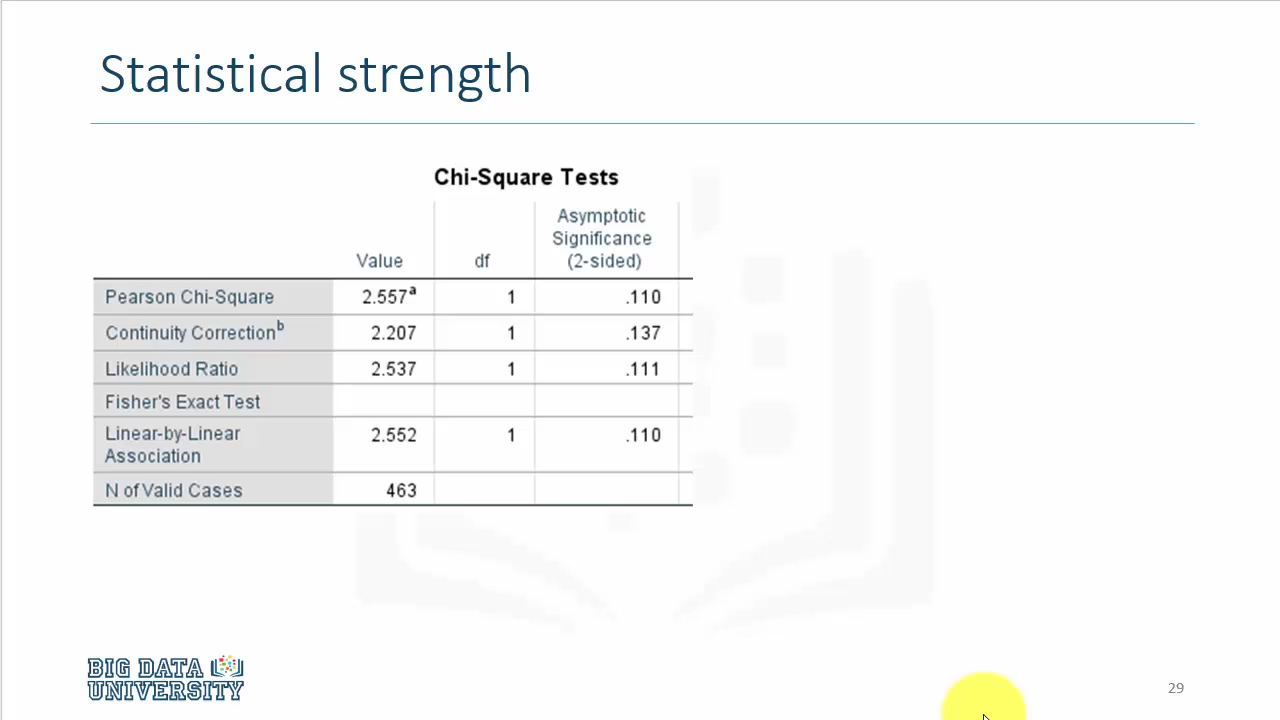 Statistical strength
Chi-Square Tests
Value df Asymptotic Significance (2-sided)
Pearson Chi-Square 2.557a 1 .110
Continuity Correctionb 2.207 1 .137
Likelihood Ratio 2.537 1 .111
Fisher's Exact Test
Linear-by-Linear Association 2.552 1 .110
N of Valid Cases 463
BIG DATA
UNIVERSITY
29